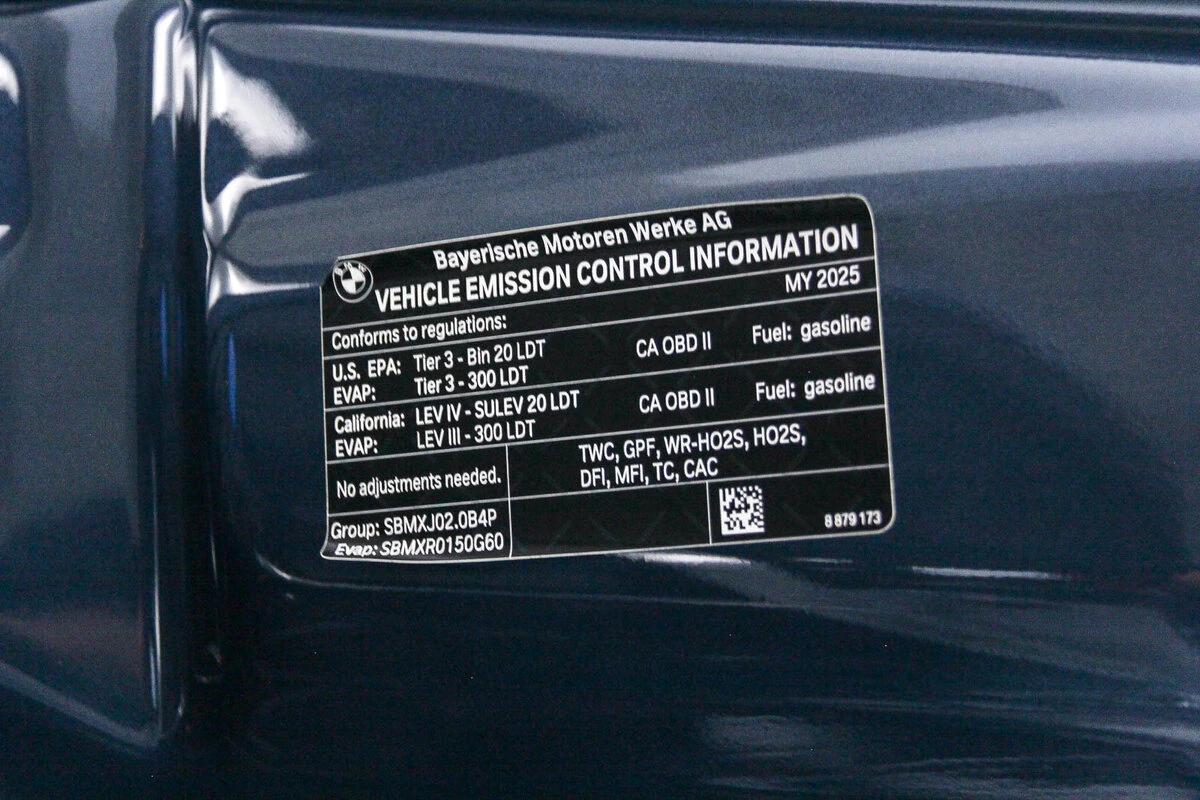 Bayerische Motoren Werke AG
BMW
VEHICLE EMISSION CONTROL INFORMATION
MY 2025
Conforms to regulations:
U.S. EPA: Tier 3 - Bin 20 LDT CA OBD II Fuel: gasoline
EVAP: Tier 3 - 300 LDT
California: LEV IV - SULEV 20 LDT CA OBD II Fuel: gasoline
EVAP: LEV III - 300 LDT
No adjustments needed.
TWC, GPF, WR-HO2S, HO2S,
DFI, MFI, TC, CAC
Group: SBMXJ02.0B4P
Evap: SBMXR0150G60
8 879 173